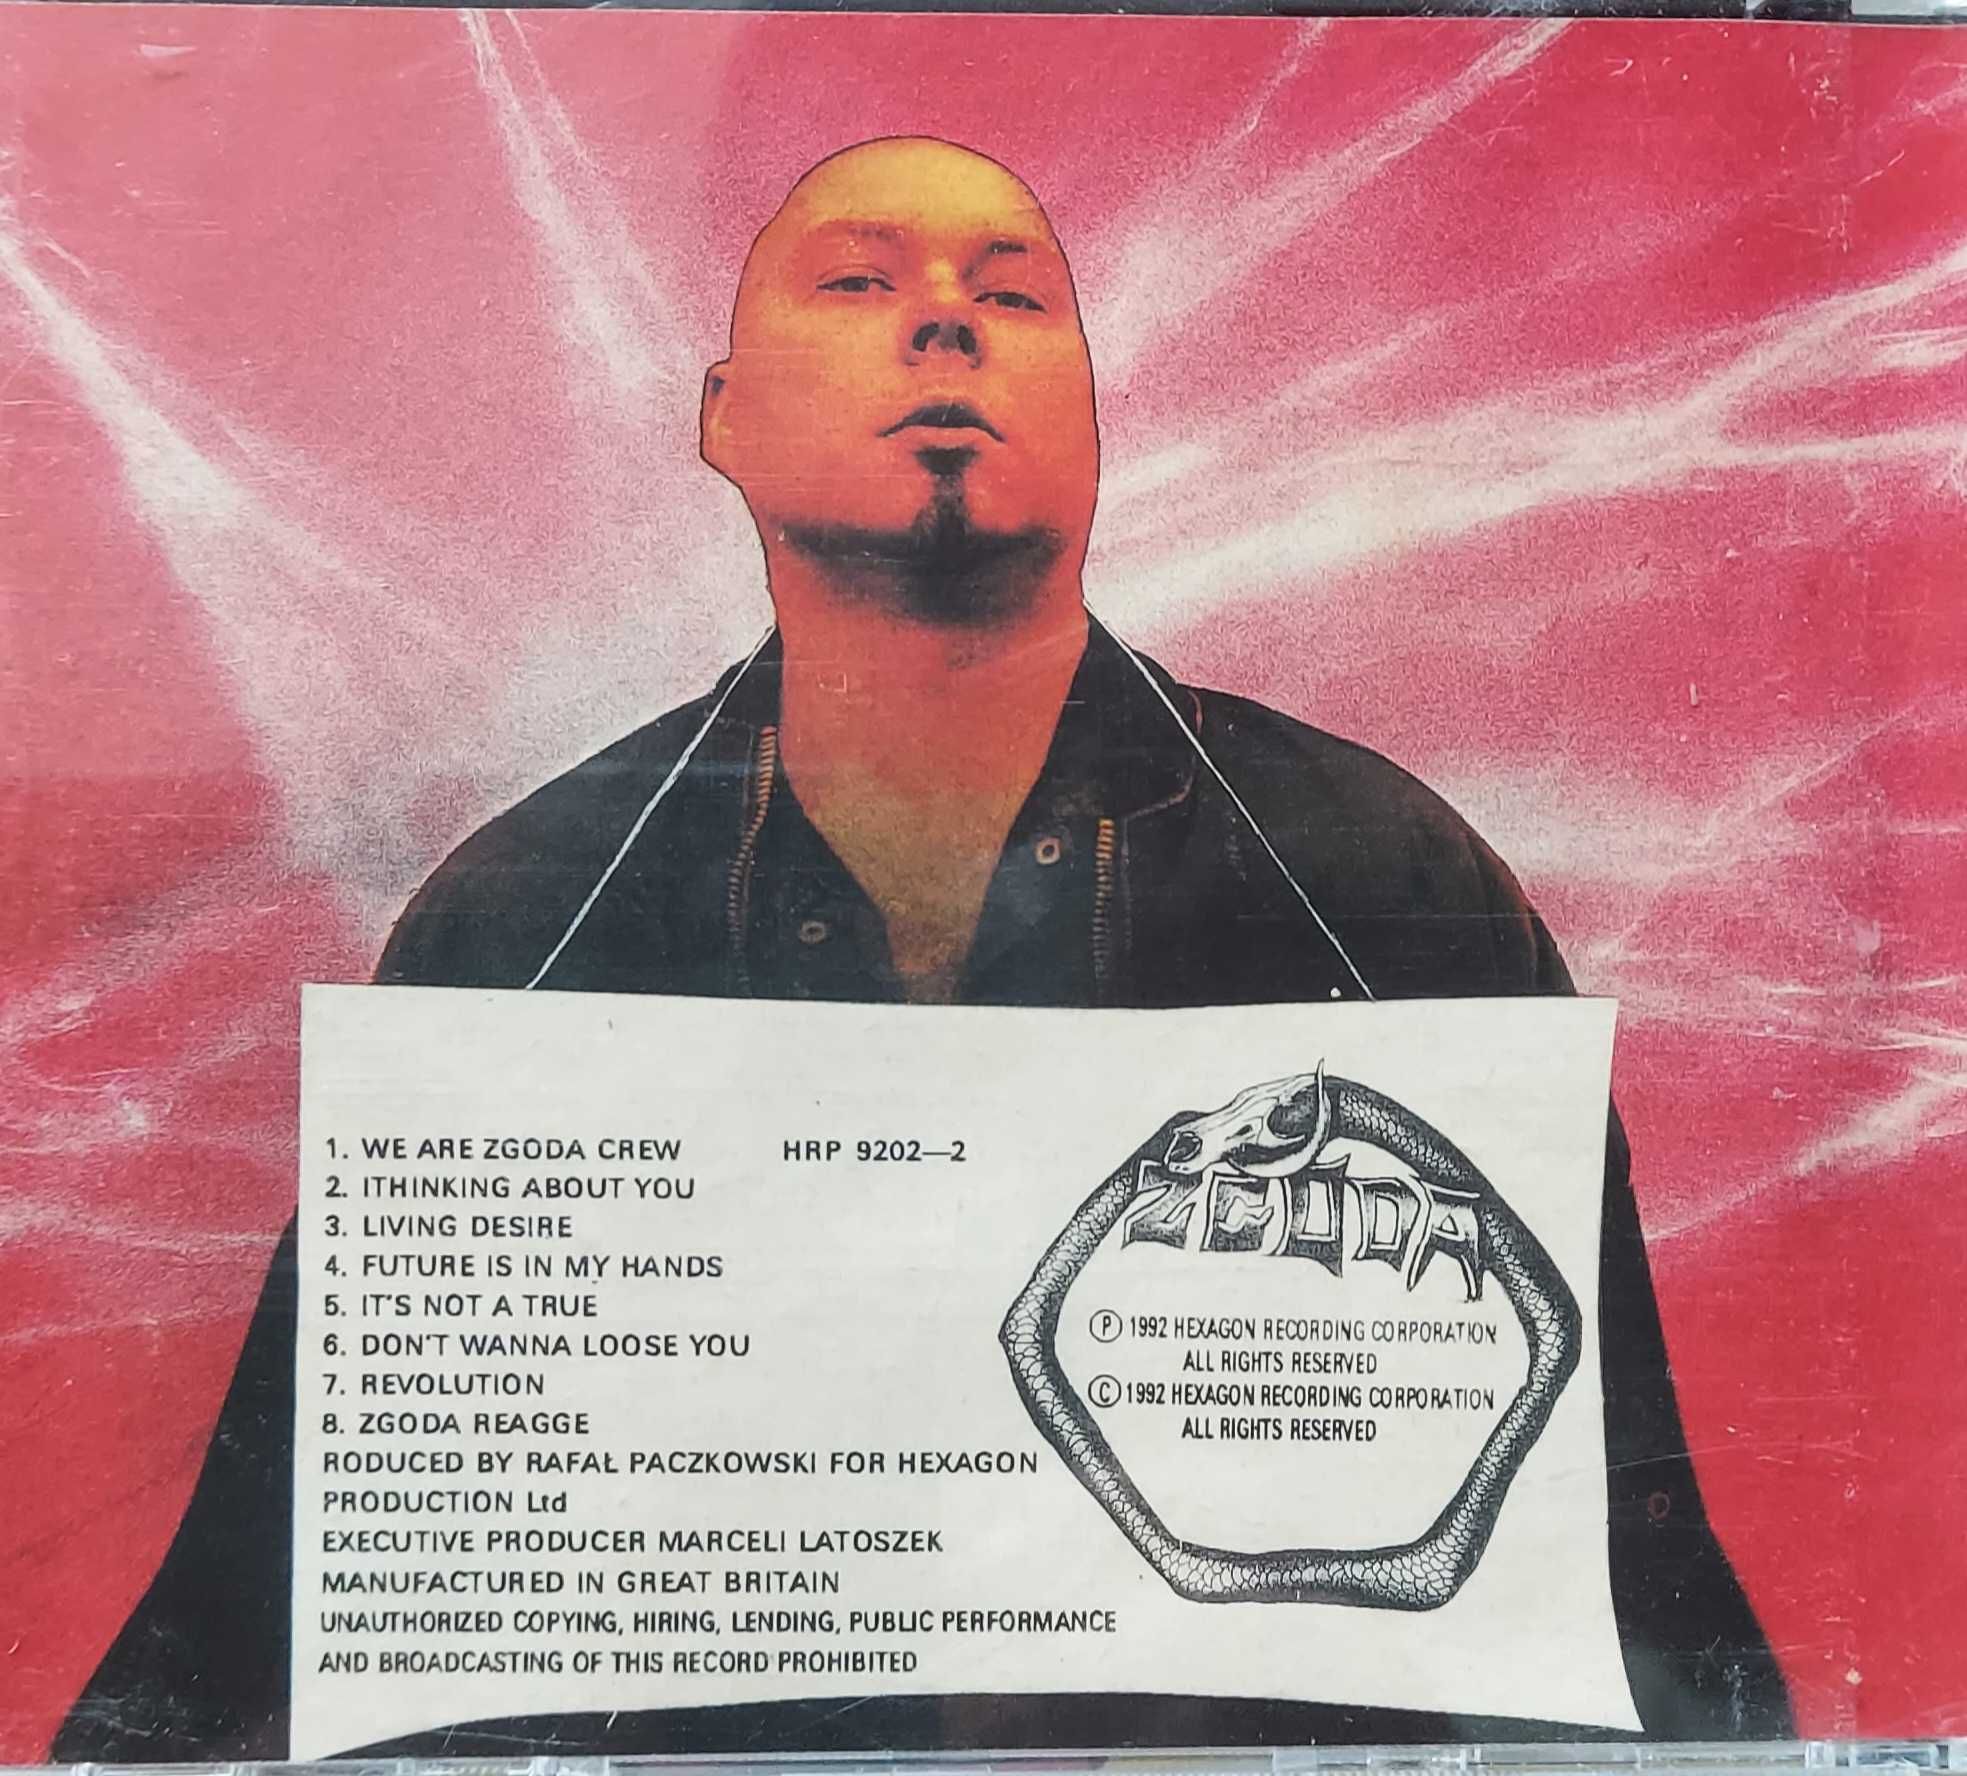 1. WE ARE ZGODA CREW HRP 9202—2
2. ITHINKING ABOUT YOU
3. LIVING DESIRE
4. FUTURE IS IN MY HANDS
5. IT'S NOT A TRUE
6. DON'T WANNA LOOSE YOU
7. REVOLUTION
8. ZGODA REAGGE
RODUCED BY RAFAŁ PACZKOWSKI FOR HEXAGON
PRODUCTION Ltd
EXECUTIVE PRODUCER MARCELI LATOSZEK
MANUFACTURED IN GREAT BRITAIN
UNAUTHORIZED COPYING, HIRING, LENDING, PUBLIC PERFORMANCE
AND BROADCASTING OF THIS RECORD PROHIBITED
ZGODA
Ⓟ 1992 HEXAGON RECORDING CORPORATION
ALL RIGHTS RESERVED
© 1992 HEXAGON RECORDING CORPORATION
ALL RIGHTS RESERVED